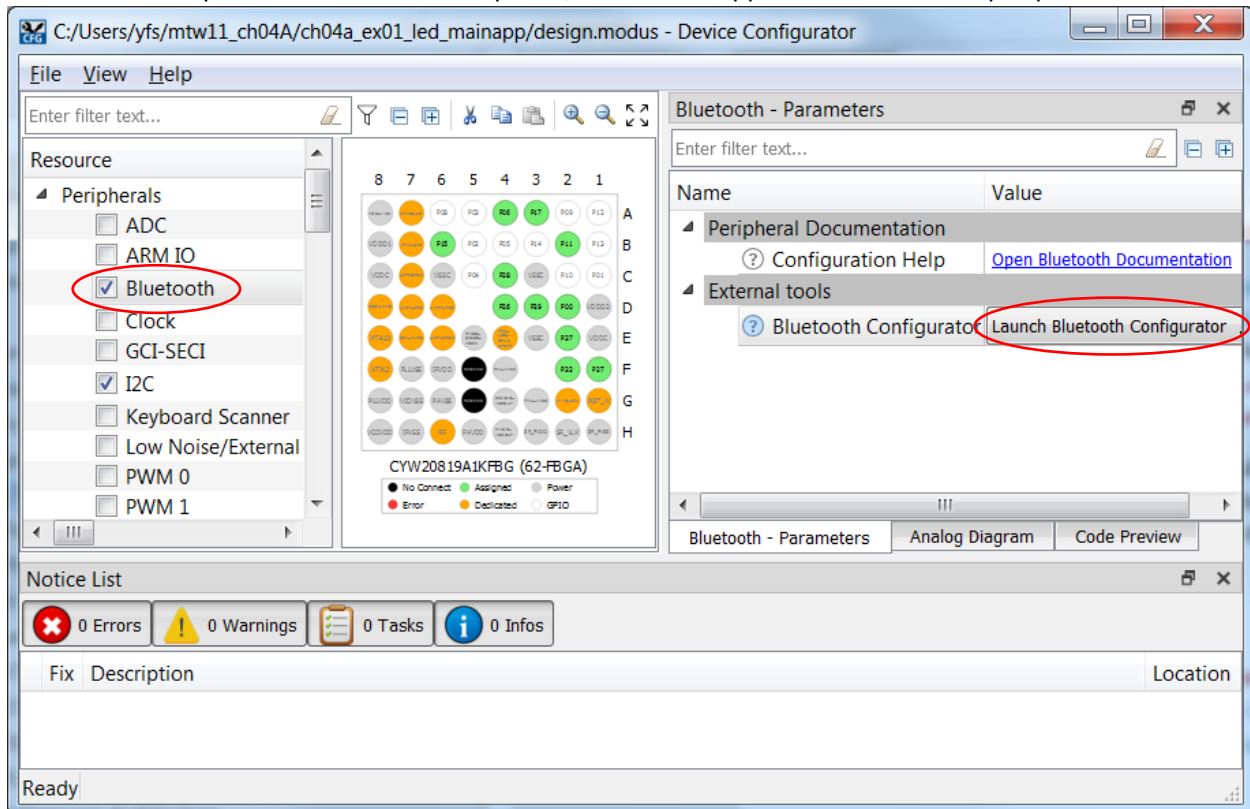 C:/Users/yfs/mtw11_ch04A/ch04a_ex01_led_mainapp/design.modus - Device Configurator
File View Help
Enter filter text...
Resource
Peripherals
ADC
ARM IO
Bluetooth
Clock
GCI-SECI
I2C
Keyboard Scanner
Low Noise/External
PWM 0
PWM 1
8 7 6 5 4 3 2 1
A
B
C
D
E
F
G
H
CYW20819A1KFBG (62-FBGA)
No Connect Assigned Power
Error Dedicated GPIO
Bluetooth - Parameters
Enter filter text...
Name Value
Peripheral Documentation
Configuration Help Open Bluetooth Documentation
External tools
Bluetooth Configurator Launch Bluetooth Configurator
Bluetooth - Parameters Analog Diagram Code Preview
Notice List
0 Errors 0 Warnings 0 Tasks 0 Infos
Fix Description Location
Ready